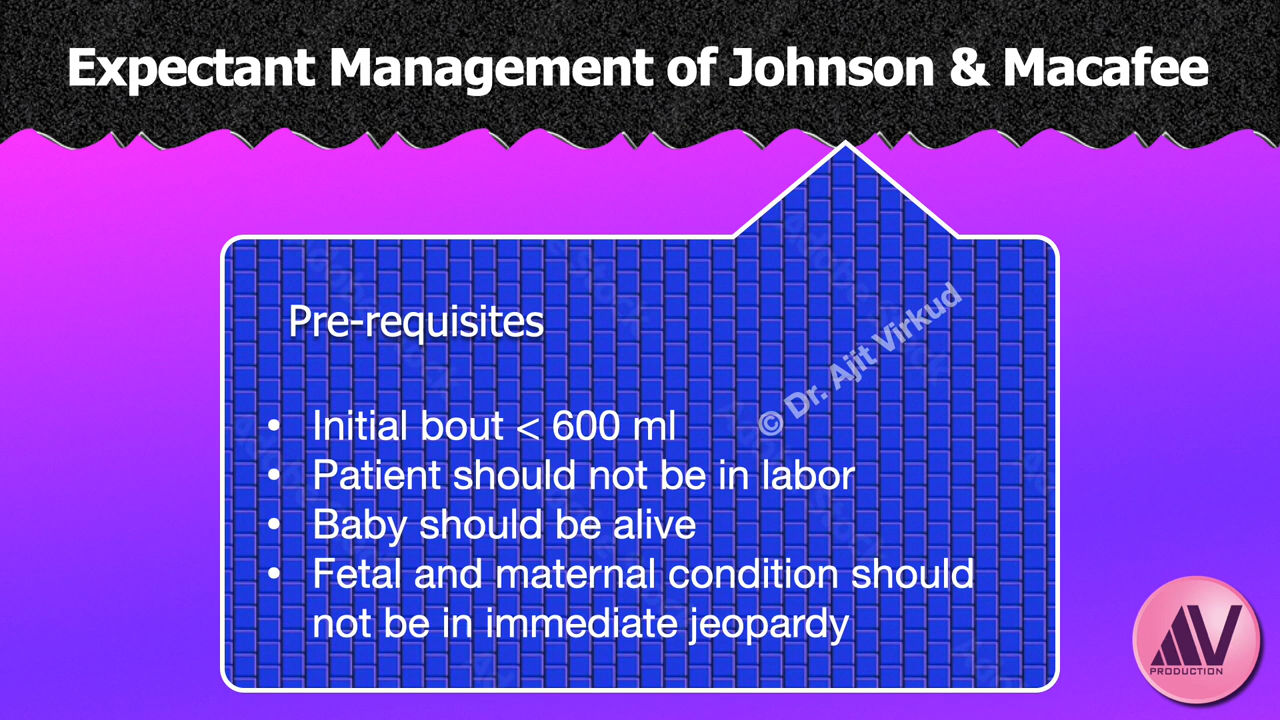 Expectant Management of Johnson & Macafee
Pre-requisites
© Dr. Ajit Virkud
• Initial bout < 600 ml
• Patient should not be in labor
• Baby should be alive
• Fetal and maternal condition should
not be in immediate jeopardy
AV
PRODUCTION